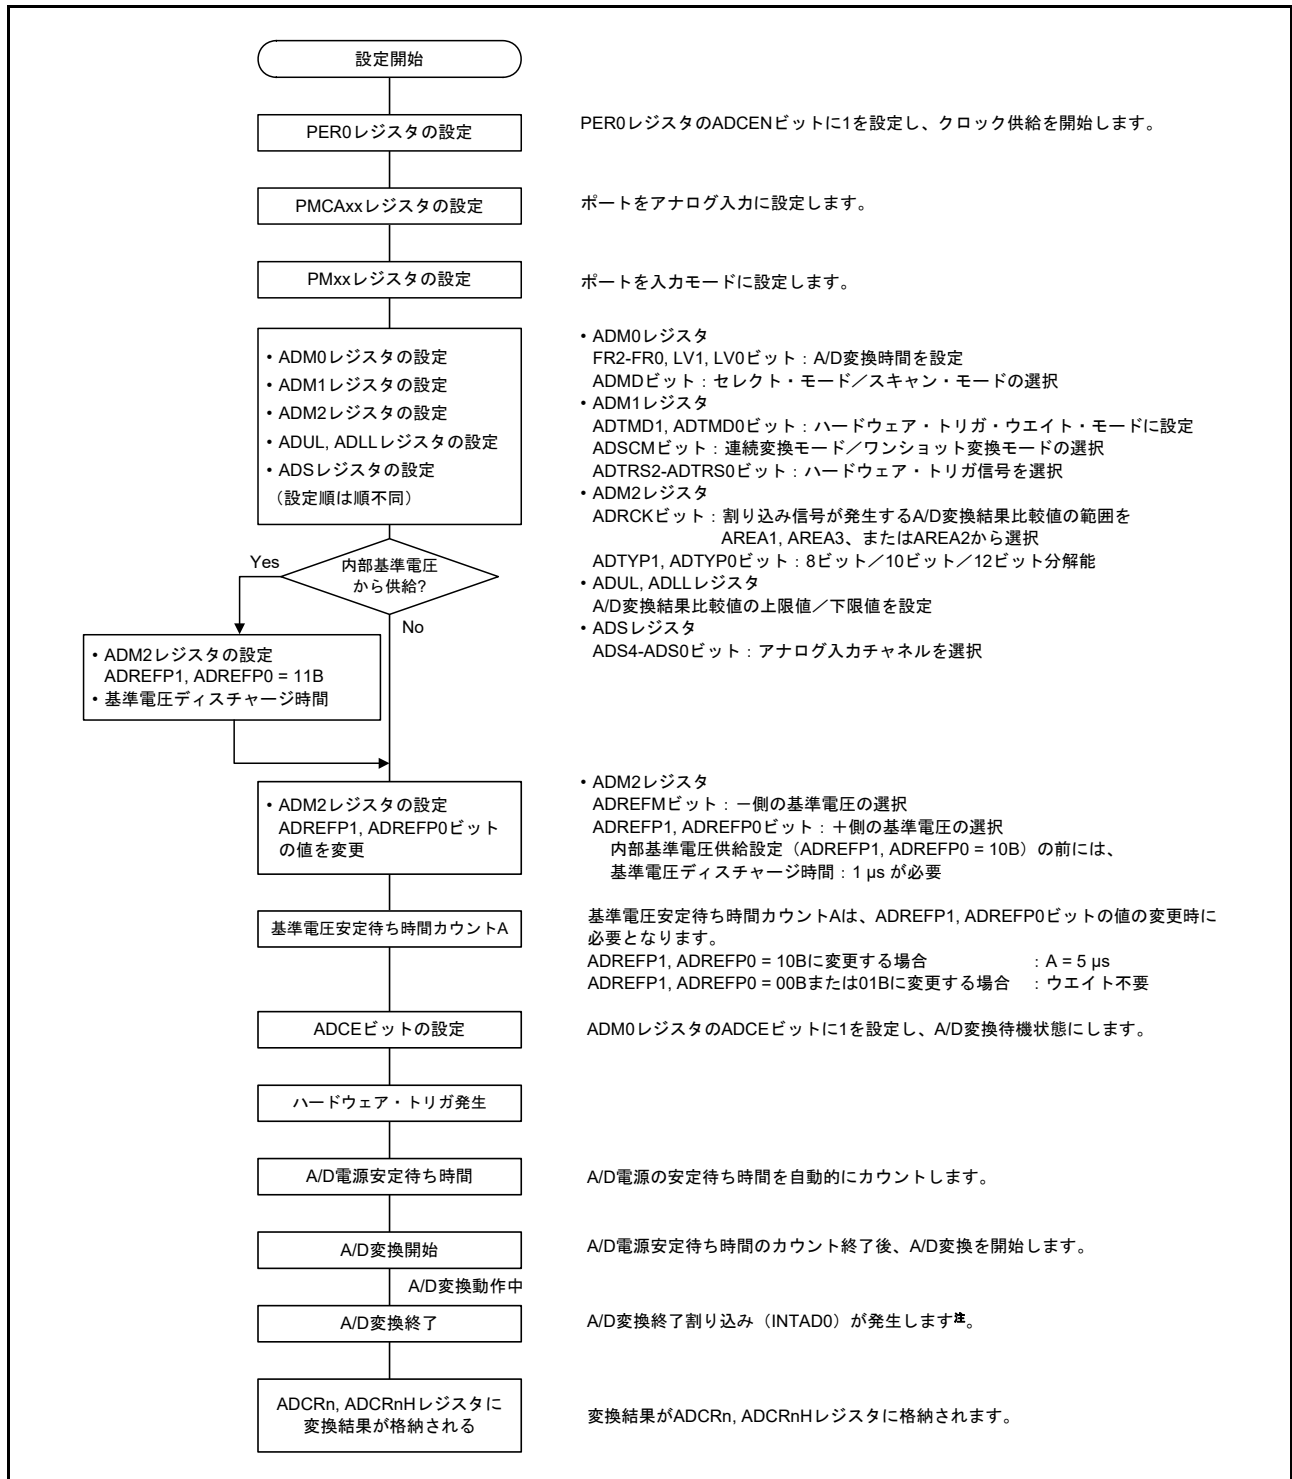 設定開始
PER0レジスタの設定
PER0レジスタのADCENビットに1を設定し、クロック供給を開始します。
PMCAxxレジスタの設定
ポートをアナログ入力に設定します。
PMxxレジスタの設定
ポートを入力モードに設定します。
• ADM0レジスタの設定
• ADM1レジスタの設定
• ADM2レジスタの設定
• ADUL, ADLLレジスタの設定
• ADSレジスタの設定
（設定順は順不同）
• ADM0レジスタ
FR2-FR0, LV1, LV0ビット：A/D変換時間を設定
ADMDビット：セレクト・モード／スキャン・モードの選択
• ADM1レジスタ
ADTMD1, ADTMD0ビット：ハードウェア・トリガ・ウエイト・モードに設定
ADSCMビット：連続変換モード／ワンショット変換モードの選択
ADTRS2-ADTRS0ビット：ハードウェア・トリガ信号を選択
• ADM2レジスタ
ADRCKビット：割り込み信号が発生するA/D変換結果比較値の範囲を
AREA1, AREA3、またはAREA2から選択
ADTYP1, ADTYP0ビット：8ビット／10ビット／12ビット分解能
• ADUL, ADLLレジスタ
A/D変換結果比較値の上限値／下限値を設定
• ADSレジスタ
ADS4-ADS0ビット：アナログ入力チャネルを選択
内部基準電圧
から供給?
Yes
No
• ADM2レジスタの設定
ADREFP1, ADREFP0 = 11B
• 基準電圧ディスチャージ時間
• ADM2レジスタの設定
ADREFP1, ADREFP0ビット
の値を変更
• ADM2レジスタ
ADREFMビット：－側の基準電圧の選択
ADREFP1, ADREFP0ビット：＋側の基準電圧の選択
内部基準電圧供給設定（ADREFP1, ADREFP0 = 10B）の前には、
基準電圧ディスチャージ時間：1 µs が必要
基準電圧安定待ち時間カウントA
基準電圧安定待ち時間カウントAは、ADREFP1, ADREFP0ビットの値の変更時に
必要となります。
ADREFP1, ADREFP0 = 10Bに変更する場合 ：A = 5 µs
ADREFP1, ADREFP0 = 00Bまたは01Bに変更する場合 ：ウエイト不要
ADCEビットの設定
ADM0レジスタのADCEビットに1を設定し、A/D変換待機状態にします。
ハードウェア・トリガ発生
A/D電源安定待ち時間
A/D電源の安定待ち時間を自動的にカウントします。
A/D変換開始
A/D電源安定待ち時間のカウント終了後、A/D変換を開始します。
A/D変換動作中
A/D変換終了
A/D変換終了割り込み（INTAD0）が発生します注。
ADCRn, ADCRnHレジスタに
変換結果が格納される
変換結果がADCRn, ADCRnHレジスタに格納されます。